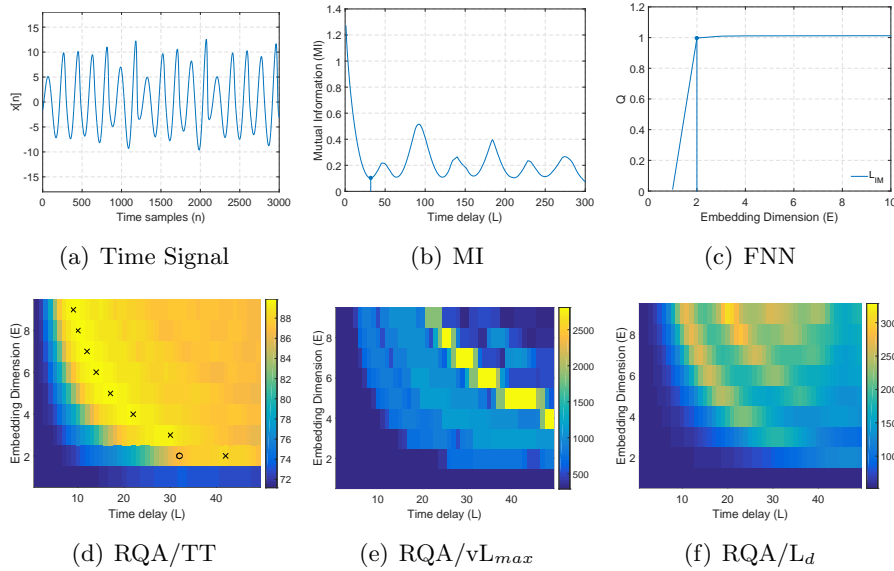 15
10
5
0
-5
-10
-15
x[n]
0 500 1000 1500 2000 2500 3000
Time samples (n)
(a) Time Signal
1.4
1.2
1
0.8
0.6
0.4
0.2
0
Mutual Information (MI)
0 50 100 150 200 250 300
Time delay (L)
(b) MI
1.2
1
0.8
0.6
0.4
0.2
0
Q
L_IM
0 2 4 6 8 10
Embedding Dimension (E)
(c) FNN
8
6
4
2
Embedding Dimension (E)
10 20 30 40
Time delay (L)
88
86
84
82
80
78
76
74
72
(d) RQA/TT
8
6
4
2
Embedding Dimension (E)
10 20 30 40
Time delay (L)
2500
2000
1500
1000
500
(e) RQA/vL_max
8
6
4
2
Embedding Dimension (E)
10 20 30 40
Time delay (L)
300
250
200
150
100
(f) RQA/L_d